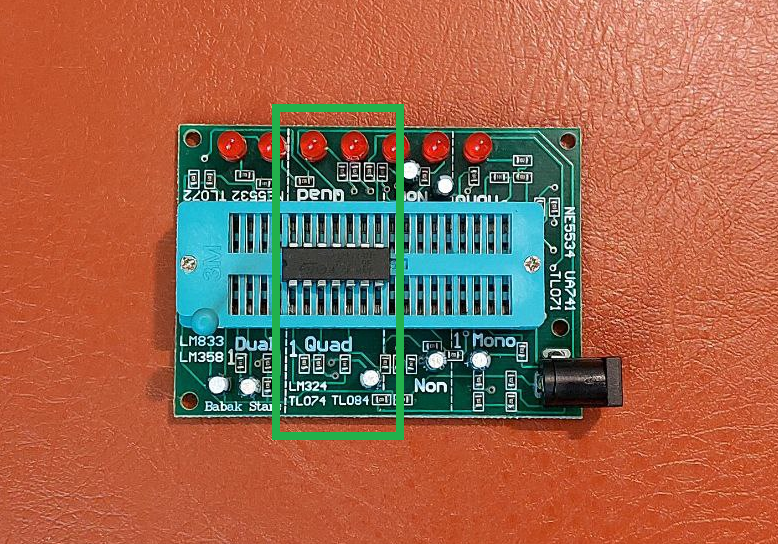 TL072
NE5532
Quad
Non
Mono
3M
NE5534 UA741
TL071
LM833
LM358
Dual
1
1 Quad
1 Mono
LM324
TL074 TL084
Non
Babak